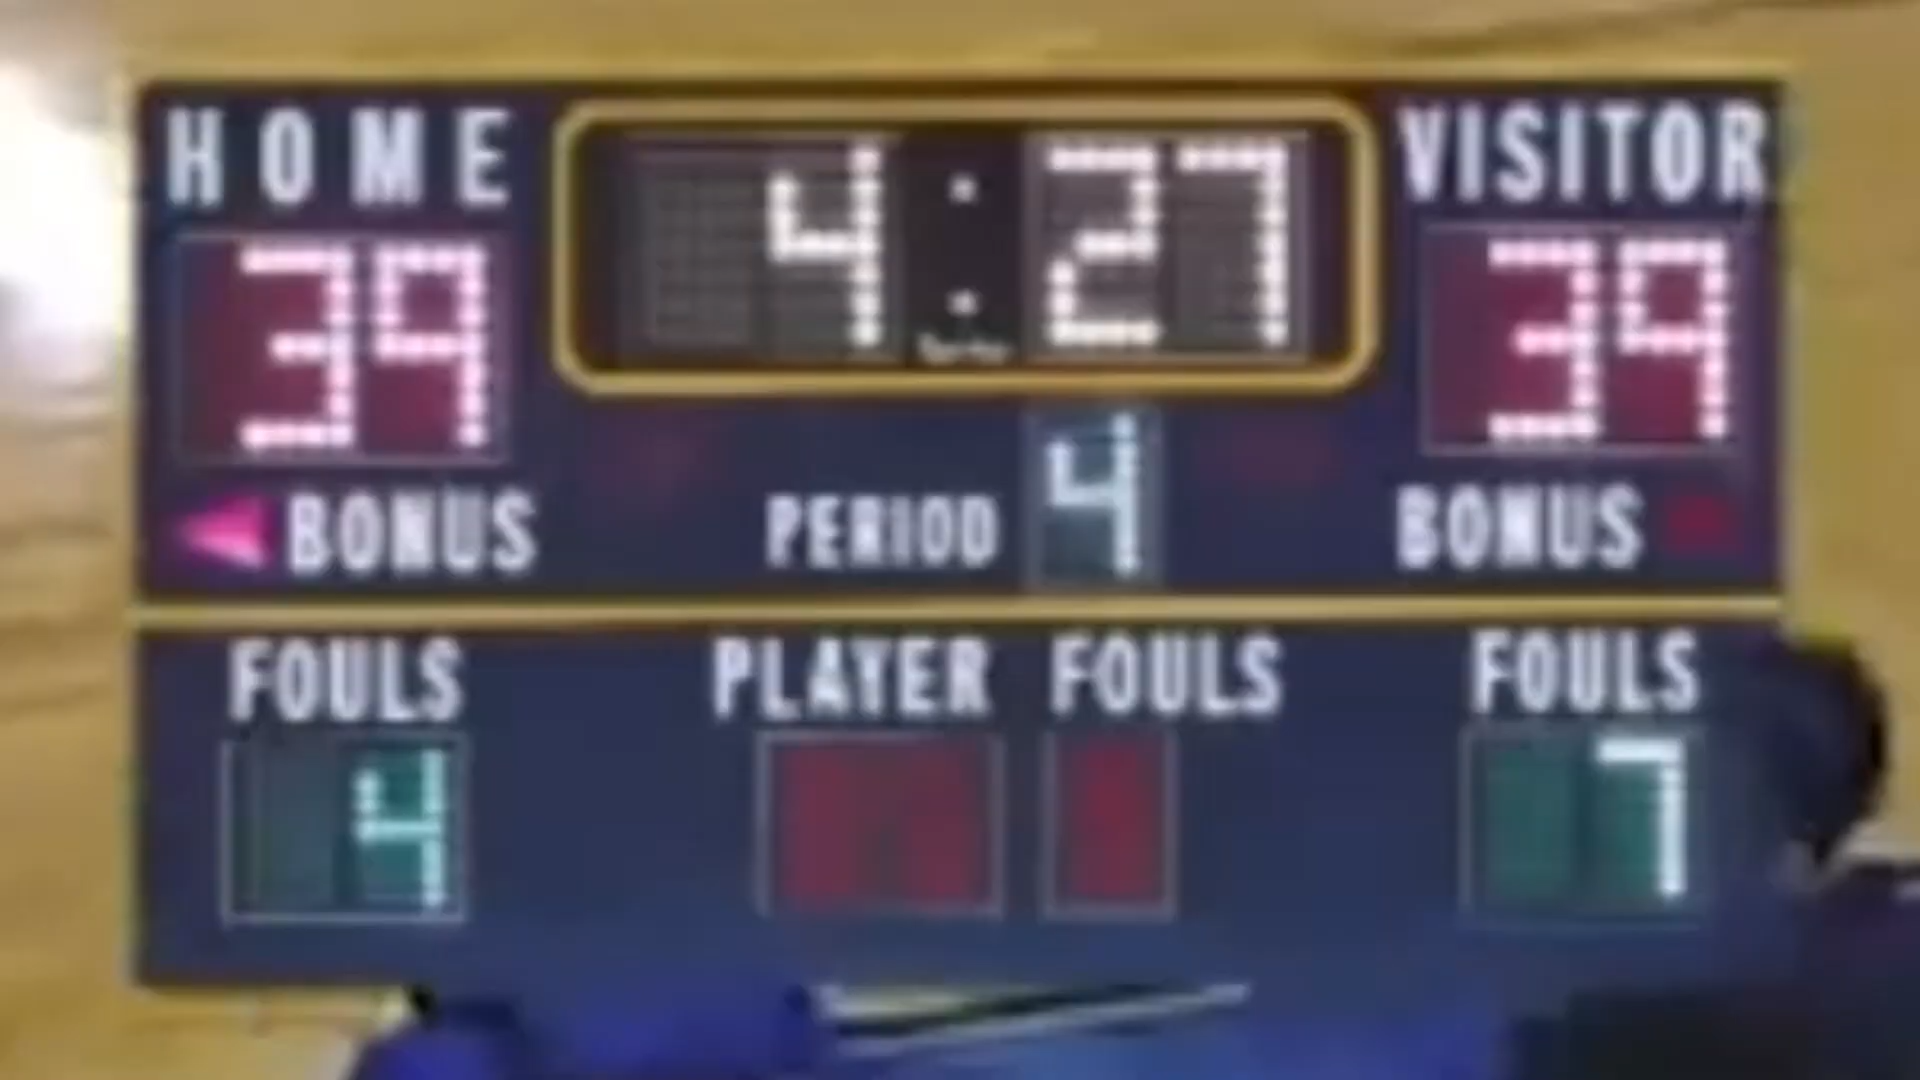 HOME 4:27 VISITOR
39 39
BONUS PERIOD 4 BONUS
FOULS PLAYER FOULS FOULS
4 7